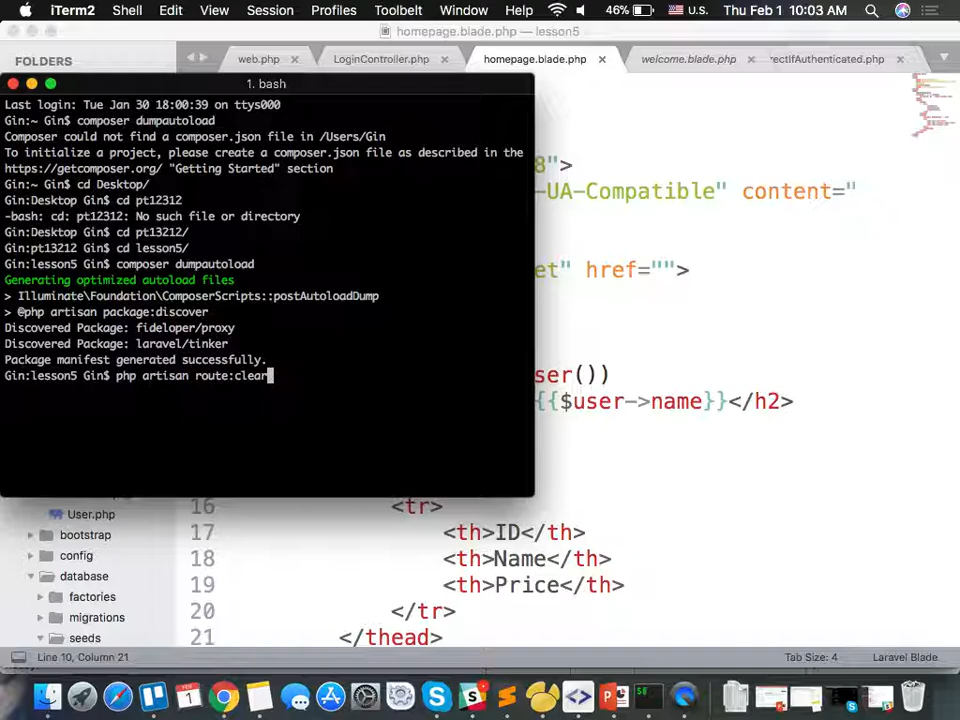 iTerm2 Shell Edit View Session Profiles Toolbelt Window Help 46% U.S. Thu Feb 1 10:03 AM
homepage.blade.php — lesson5
FOLDERS
web.php LoginController.php homepage.blade.php welcome.blade.php rectIfAuthenticated.php
1. bash
Last login: Tue Jan 30 18:00:39 on ttys000
Gin:~ Gin$ composer dumpautoload
Composer could not find a composer.json file in /Users/Gin
To initialize a project, please create a composer.json file as described in the
https://getcomposer.org/ "Getting Started" section
Gin:~ Gin$ cd Desktop/
Gin:Desktop Gin$ cd pt12312
-bash: cd: pt12312: No such file or directory
Gin:Desktop Gin$ cd pt13212/
Gin:pt13212 Gin$ cd lesson5/
Gin:lesson5 Gin$ composer dumpautoload
Generating optimized autoload files
> Illuminate\Foundation\ComposerScripts::postAutoloadDump
> @php artisan package:discover
Discovered Package: fideloper/proxy
Discovered Package: laravel/tinker
Package manifest generated successfully.
Gin:lesson5 Gin$ php artisan route:clear
8">
-UA-Compatible" content="
et" href="">
ser())
{{$user->name}}</h2>
User.php
bootstrap
config
database
factories
migrations
seeds
16 <tr>
17 <th>ID</th>
18 <th>Name</th>
19 <th>Price</th>
20 </tr>
21 </thead>
Line 10, Column 21 Tab Size: 4 Laravel Blade